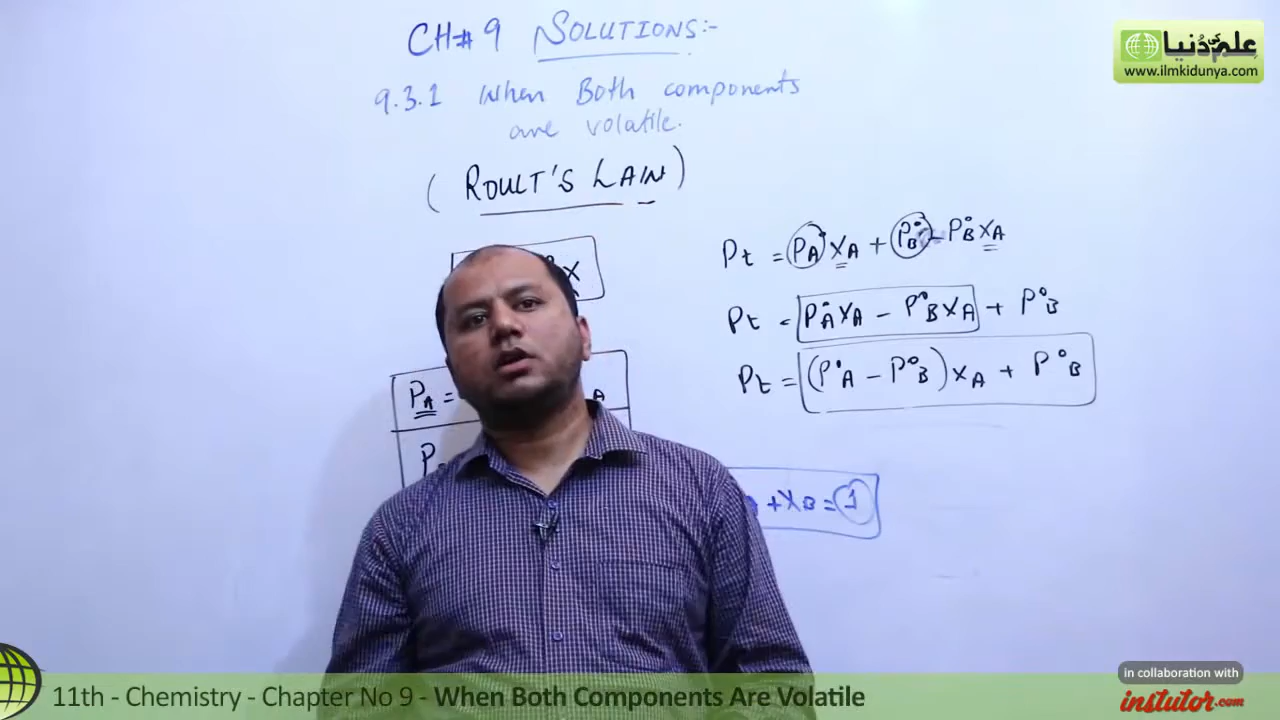 CH# 9 SOLUTIONS:-
9.3.1 When Both components
are volatile.
( ROULT'S LAW )
X
PA =
A
P
Pt = P°A XA + P°B - P°B XA
Pt = P°A XA - P°B XA + P°B
Pt = (P°A - P°B) XA + P°B
+ XB = 1
علم کی دُنیا
www.ilmkidunya.com
11th - Chemistry - Chapter No 9 - When Both Components Are Volatile
in collaboration with
instutor.com